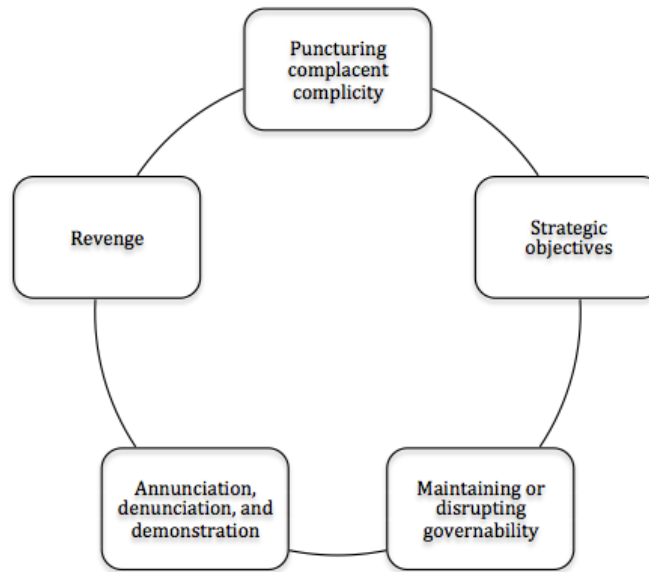 Puncturing
complacent
complicity
Strategic
objectives
Maintaining or
disrupting
governability
Annunciation,
denunciation, and
demonstration
Revenge